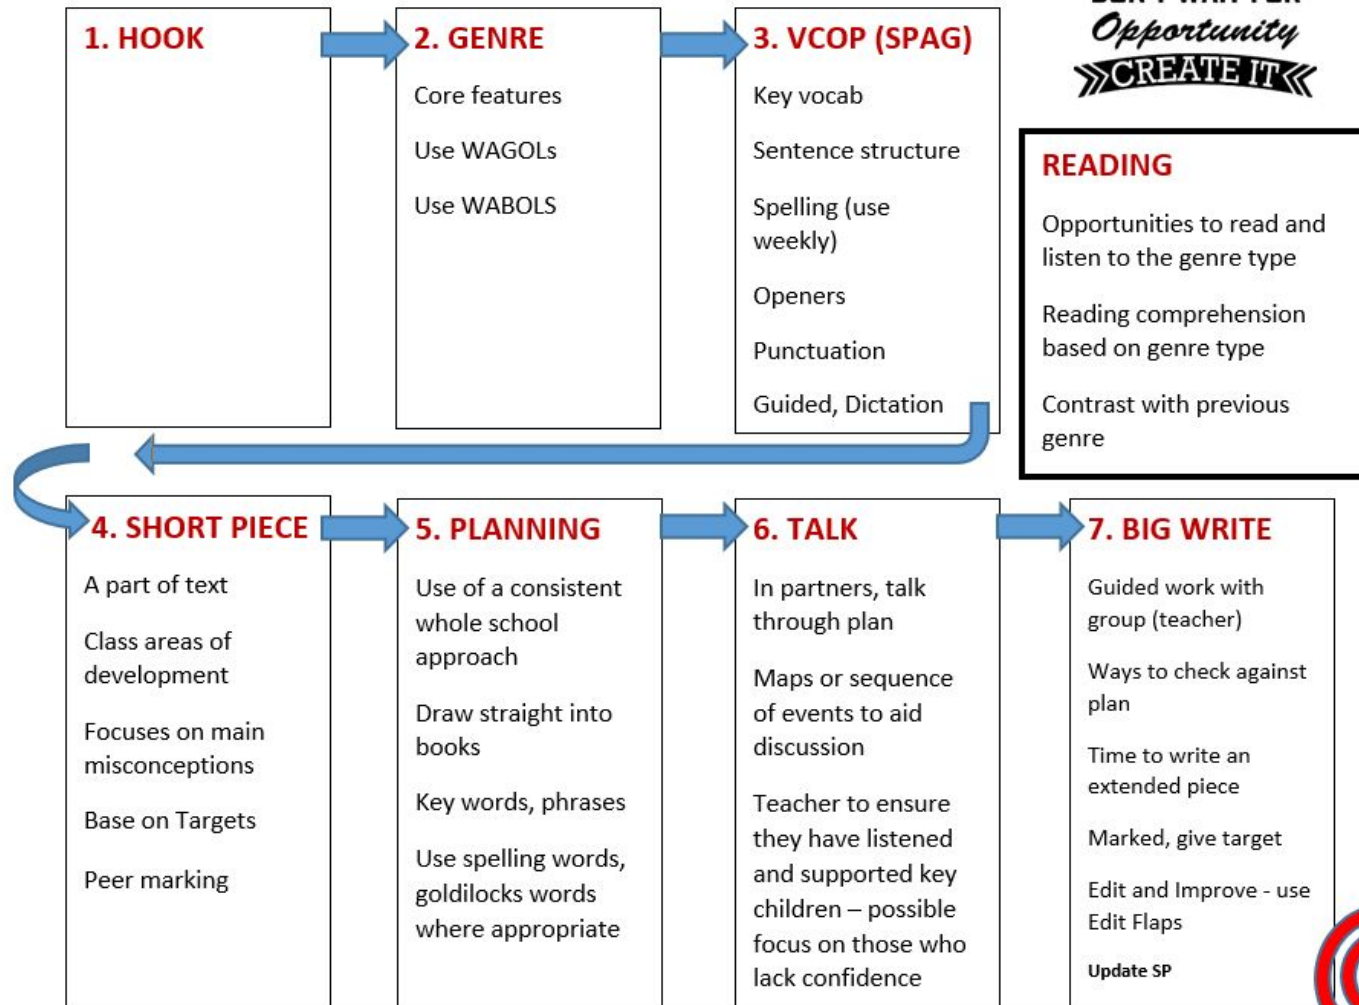 1. HOOK
2. GENRE
Core features
Use WAGOLs
Use WABOLS
3. VCOP (SPAG)
Key vocab
Sentence structure
Spelling (use
weekly)
Openers
Punctuation
Guided, Dictation
Opportunity
CREATE IT
READING
Opportunities to read and
listen to the genre type
Reading comprehension
based on genre type
Contrast with previous
genre
4. SHORT PIECE
A part of text
Class areas of
development
Focuses on main
misconceptions
Base on Targets
Peer marking
5. PLANNING
Use of a consistent
whole school
approach
Draw straight into
books
Key words, phrases
Use spelling words,
goldilocks words
where appropriate
6. TALK
In partners, talk
through plan
Maps or sequence
of events to aid
discussion
Teacher to ensure
they have listened
and supported key
children – possible
focus on those who
lack confidence
7. BIG WRITE
Guided work with
group (teacher)
Ways to check against
plan
Time to write an
extended piece
Marked, give target
Edit and Improve - use
Edit Flaps
Update SP